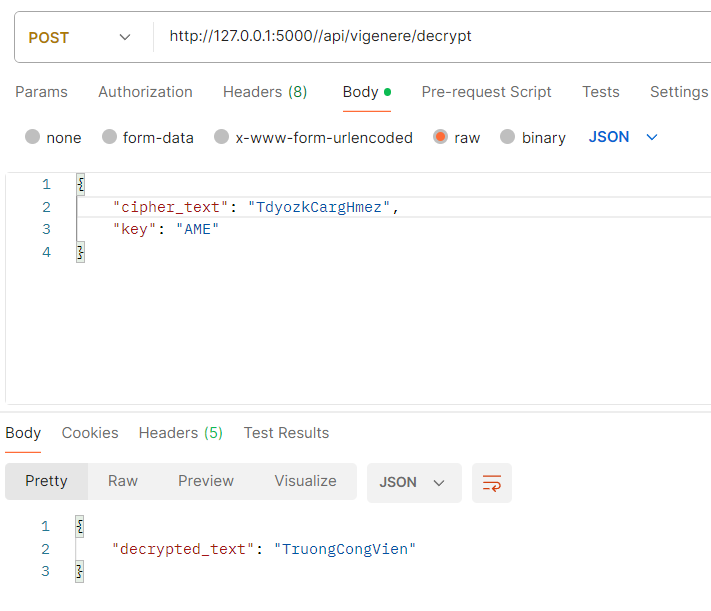 POST http://127.0.0.1:5000//api/vigenere/decrypt
Params Authorization Headers (8) Body Pre-request Script Tests Settings
none form-data x-www-form-urlencoded raw binary JSON
1 {
2 "cipher_text": "TdyozkCargHmez",
3 "key": "AME"
4 }
Body Cookies Headers (5) Test Results
Pretty Raw Preview Visualize JSON
1 {
2 "decrypted_text": "TruongCongVien"
3 }